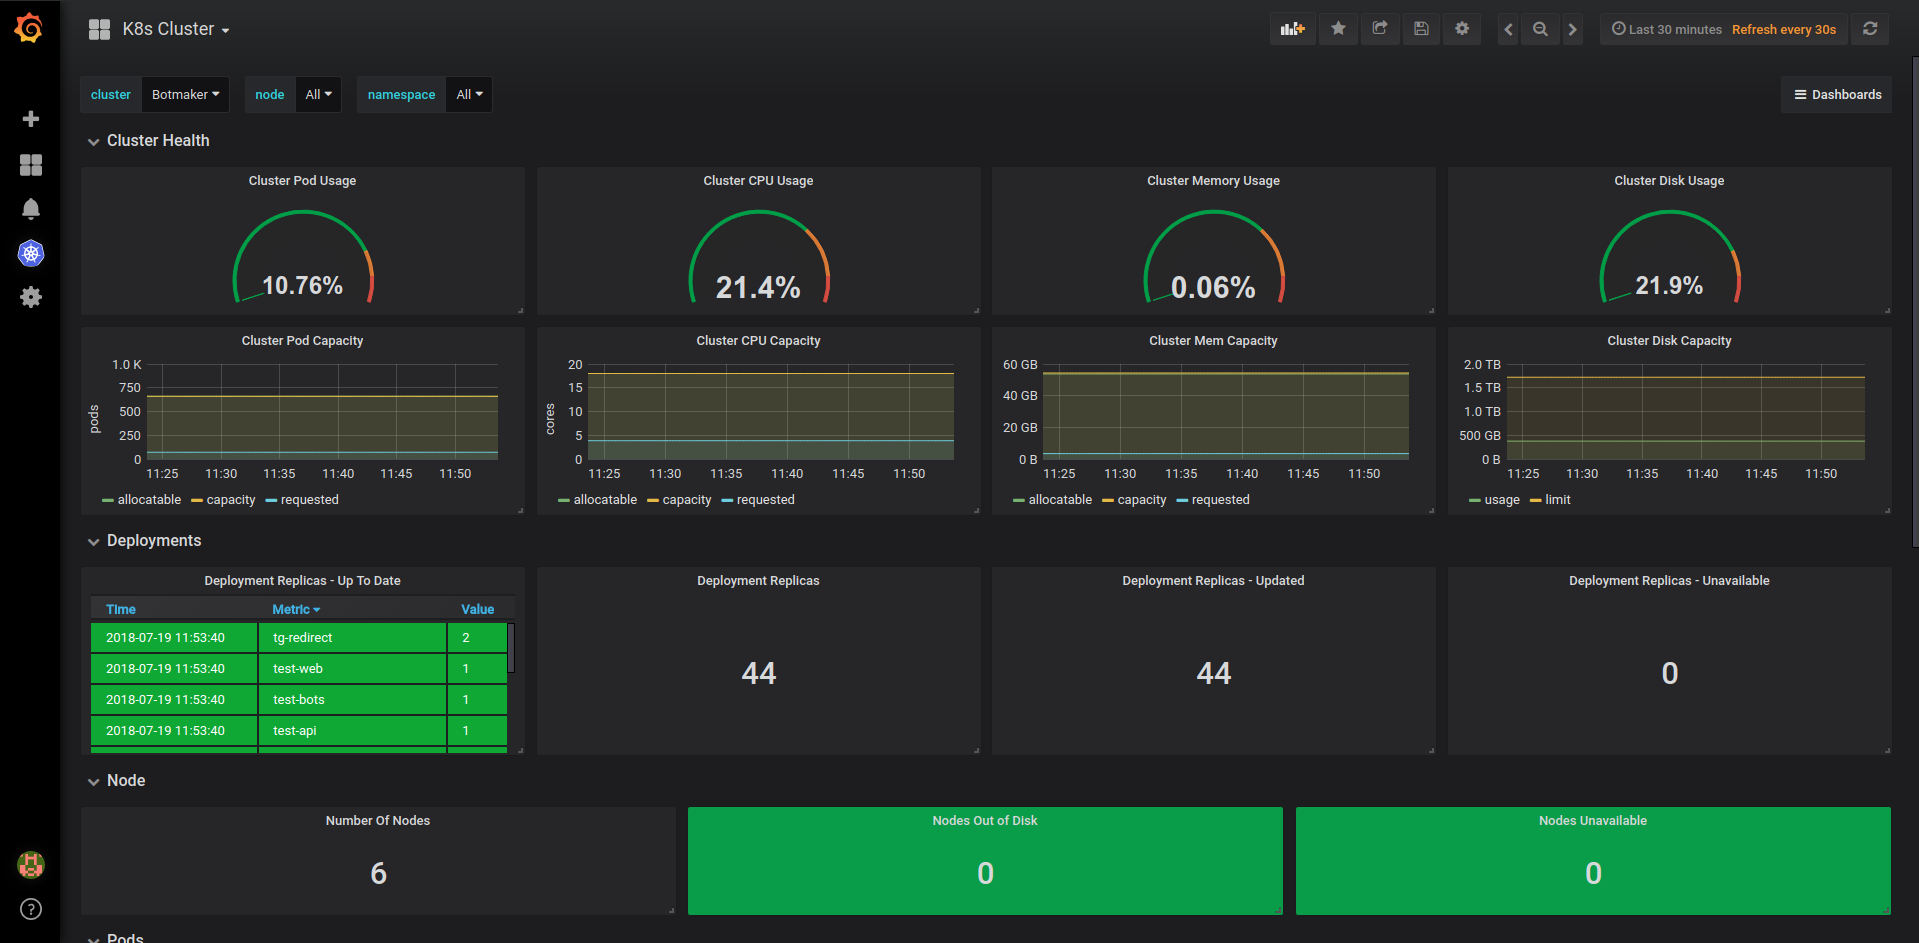 K8s Cluster
Last 30 minutes Refresh every 30s
cluster Botmaker node All namespace All Dashboards
Cluster Health
Cluster Pod Usage
10.76%
Cluster CPU Usage
21.4%
Cluster Memory Usage
0.06%
Cluster Disk Usage
21.9%
Cluster Pod Capacity
pods
1.0 K
750
500
250
0
11:25 11:30 11:35 11:40 11:45 11:50
allocatable capacity requested
Cluster CPU Capacity
cores
20
15
10
5
0
11:25 11:30 11:35 11:40 11:45 11:50
allocatable capacity requested
Cluster Mem Capacity
60 GB
40 GB
20 GB
0 B
11:25 11:30 11:35 11:40 11:45 11:50
allocatable capacity requested
Cluster Disk Capacity
2.0 TB
1.5 TB
1.0 TB
500 GB
0 B
11:25 11:30 11:35 11:40 11:45 11:50
usage limit
Deployments
Deployment Replicas - Up To Date
Time Metric Value
2018-07-19 11:53:40 tg-redirect 2
2018-07-19 11:53:40 test-web 1
2018-07-19 11:53:40 test-bots 1
2018-07-19 11:53:40 test-api 1
Deployment Replicas
44
Deployment Replicas - Updated
44
Deployment Replicas - Unavailable
0
Node
Number Of Nodes
6
Nodes Out of Disk
0
Nodes Unavailable
0
Pods